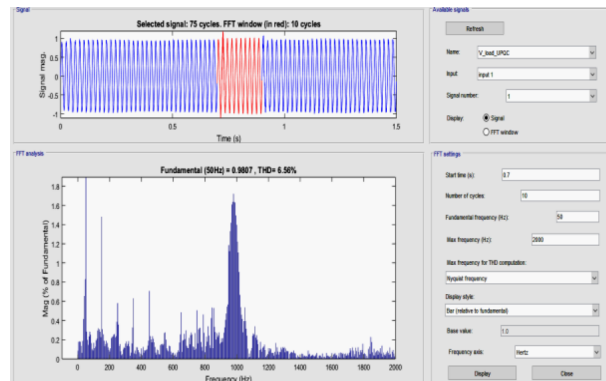 Signal
Selected signal: 75 cycles. FFT window (in red): 10 cycles
1
0.5
0
-0.5
-1
Signal mag.
0
0.5
1
1.5
Time (s)
FFT analysis
Fundamental (50Hz) = 0.9807 , THD= 6.56%
1.8
1.6
1.4
1.2
1
0.8
0.6
0.4
0.2
0
Mag (% of Fundamental)
0
200
400
600
800
1000
1200
1400
1600
1800
2000
Frequency (Hz)
Available signals
Refresh
Name:
V_load_UPQC
Input:
input 1
Signal number:
1
Display:
Signal
FFT window
FFT settings
Start time (s):
0.7
Number of cycles:
10
Fundamental frequency (Hz):
50
Max frequency (Hz):
2000
Max frequency for THD computation:
Nyquist frequency
Display style:
Bar (relative to fundamental)
Base value:
1.0
Frequency axis:
Hertz
Display
Close